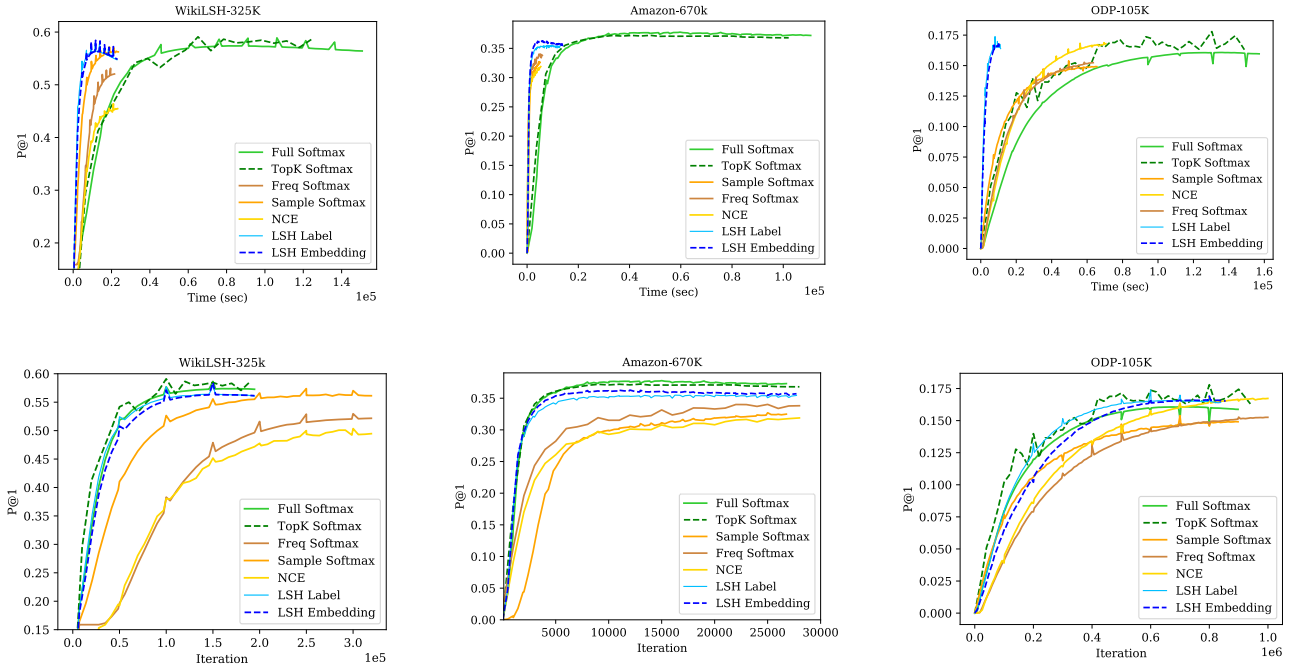 WikiLSH-325K
0.6
0.5
0.4
0.3
0.2
P@1
Full Softmax
TopK Softmax
Freq Softmax
Sample Softmax
NCE
LSH Label
LSH Embedding
0.0 0.2 0.4 0.6 0.8 1.0 1.2 1.4
Time (sec)
1e5
Amazon-670k
0.35
0.30
0.25
0.20
0.15
0.10
0.05
0.00
P@1
Full Softmax
TopK Softmax
Sample Softmax
Freq Softmax
NCE
LSH Label
LSH Embedding
0.0 0.2 0.4 0.6 0.8 1.0
Time (sec)
1e5
ODP-105K
0.175
0.150
0.125
0.100
0.075
0.050
0.025
0.000
P@1
Full Softmax
TopK Softmax
Sample Softmax
NCE
Freq Softmax
LSH Label
LSH Embedding
0.0 0.2 0.4 0.6 0.8 1.0 1.2 1.4 1.6
Time (sec)
1e5
WikiLSH-325k
0.60
0.55
0.50
0.45
0.40
0.35
0.30
0.25
0.20
0.15
P@1
Full Softmax
TopK Softmax
Freq Softmax
Sample Softmax
NCE
LSH Label
LSH Embedding
0.0 0.5 1.0 1.5 2.0 2.5 3.0
Iteration
1e5
Amazon-670K
0.35
0.30
0.25
0.20
0.15
0.10
0.05
0.00
P@1
Full Softmax
TopK Softmax
Sample Softmax
Freq Softmax
NCE
LSH Label
LSH Embedding
5000 10000 15000 20000 25000 30000
Iteration
ODP-105K
0.175
0.150
0.125
0.100
0.075
0.050
0.025
0.000
P@1
Full Softmax
TopK Softmax
Sample Softmax
Freq Softmax
NCE
LSH Label
LSH Embedding
0.0 0.2 0.4 0.6 0.8 1.0
Iteration
1e6